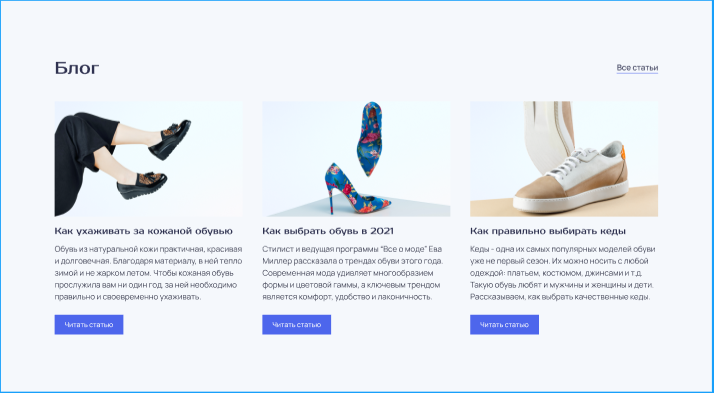 Блог
Все статьи
Как ухаживать за кожаной обувью
Обувь из натуральной кожи практичная, красивая
и долговечная. Благодаря материалу, в ней тепло
зимой и не жарком летом. Чтобы кожаная обувь
прослужила вам ни один год, за ней необходимо
правильно и своевременно ухаживать.
Читать статью
Как выбрать обувь в 2021
Стилист и ведущая программы "Все о моде" Ева
Миллер рассказала о трендах обуви этого года.
Современная мода удивляет многообразием
формы и цветовой гаммы, а ключевым трендом
является комфорт, удобство и лаконичность.
Читать статью
Как правильно выбирать кеды
Кеды - одна их самых популярных моделей обуви
уже не первый сезон. Их можно носить с любой
одеждой: платьем, костюмом, джинсами и т.д.
Такую обувь любят и мужчины и женщины и дети.
Рассказываем, как выбрать качественные кеды.
Читать статью